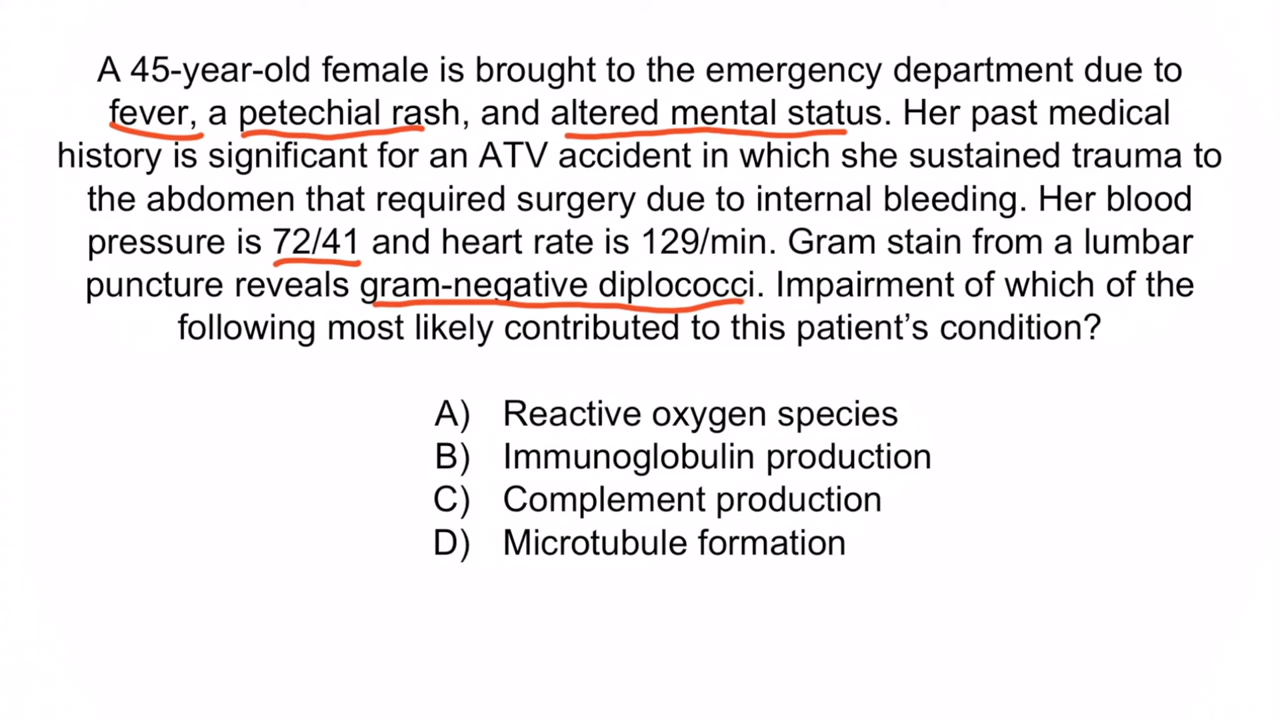 A 45-year-old female is brought to the emergency department due to
fever, a petechial rash, and altered mental status. Her past medical
history is significant for an ATV accident in which she sustained trauma to
the abdomen that required surgery due to internal bleeding. Her blood
pressure is 72/41 and heart rate is 129/min. Gram stain from a lumbar
puncture reveals gram-negative diplococci. Impairment of which of the
following most likely contributed to this patient’s condition?
A) Reactive oxygen species
B) Immunoglobulin production
C) Complement production
D) Microtubule formation